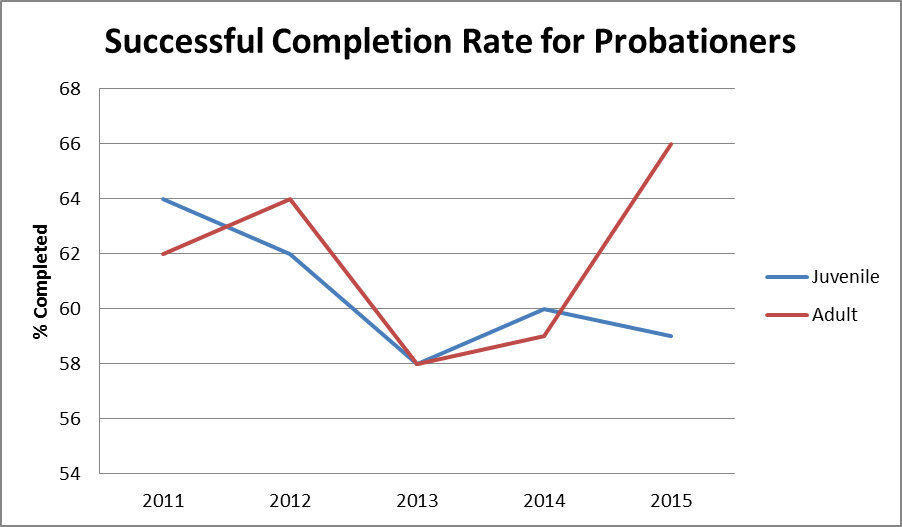 Successful Completion Rate for Probationers
68
66
64
62
60
58
56
54
% Completed
2011 2012 2013 2014 2015
Juvenile
Adult